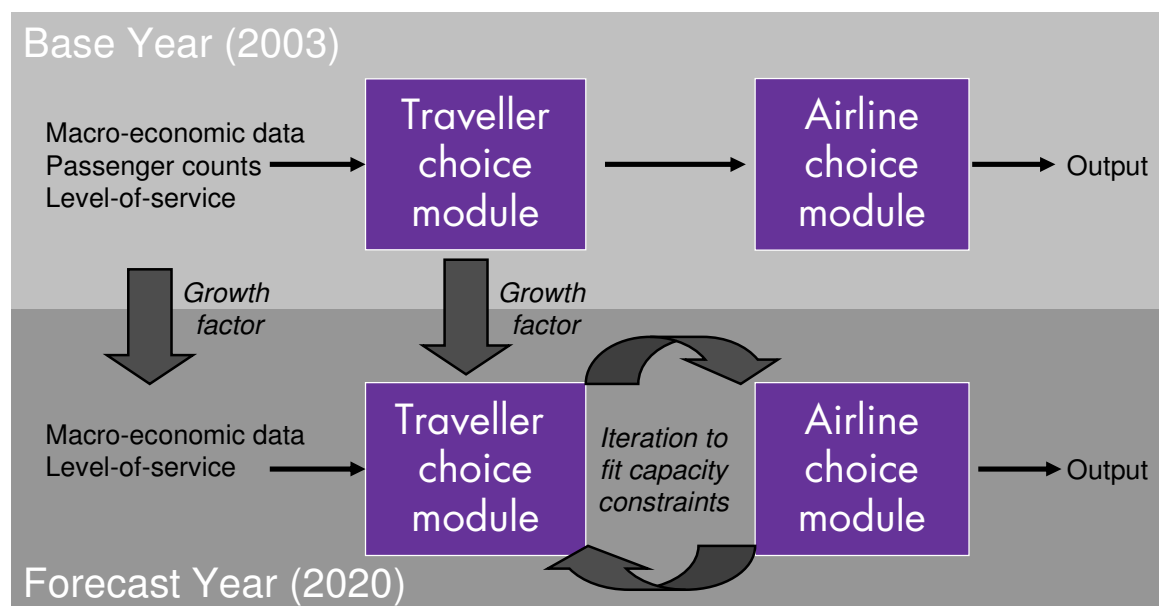 Base Year (2003)
Macro-economic data
Passenger counts
Level-of-service
Traveller
choice
module
Airline
choice
module
Output
Growth
factor
Growth
factor
Macro-economic data
Level-of-service
Traveller
choice
module
Iteration to
fit capacity
constraints
Airline
choice
module
Output
Forecast Year (2020)